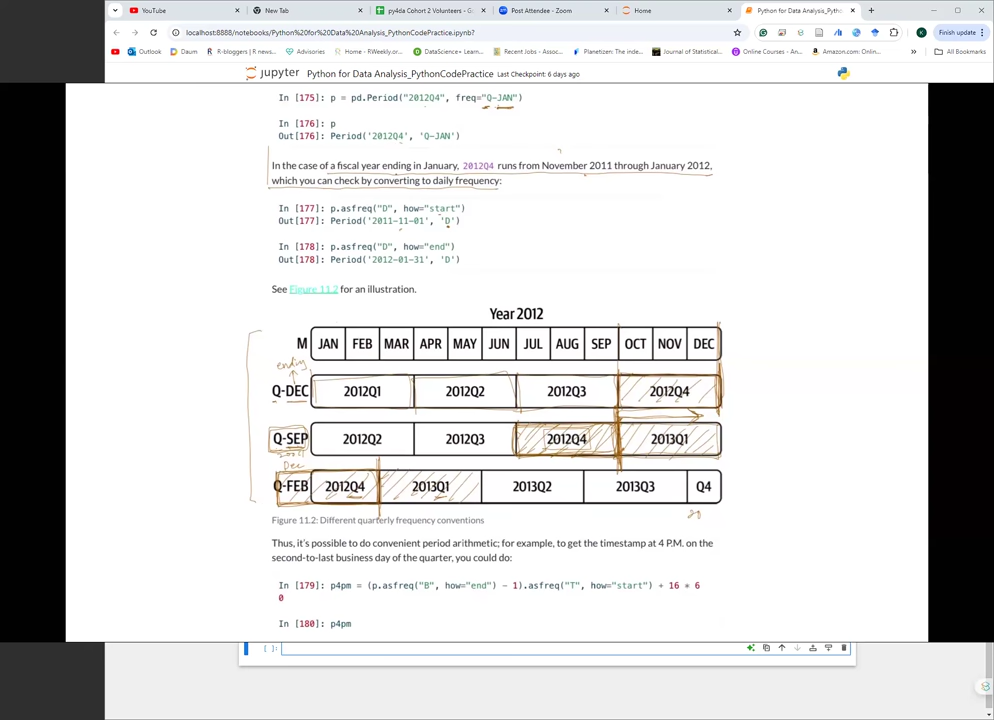 YouTube
New Tab
py4da Cohort 2 Volunteers - G
Post Attendee - Zoom
Home
Python for Data Analysis_Python
localhost:8888/notebooks/Python%20for%20Data%20Analysis_PythonCodePractice.ipynb?
Finish update
Outlook
Daum
R-bloggers | R news...
Advisories
Home - RWeekly.or...
DataScience+ Learn...
Recent Jobs - Assoc...
Planetizen: The Inde...
Journal of Statistical...
Online Courses - An...
Amazon.com: Onlin...
All Bookmarks
jupyter Python for Data Analysis_PythonCodePractice Last Checkpoint: 6 days ago
In [175]: p = pd.Period("2012Q4", freq="Q-JAN")
In [176]: p
Out[176]: Period('2012Q4', 'Q-JAN')
In the case of a fiscal year ending in January, 2012Q4 runs from November 2011 through January 2012,
which you can check by converting to daily frequency:
In [177]: p.asfreq("D", how="start")
Out[177]: Period('2011-11-01', 'D')
In [178]: p.asfreq("D", how="end")
Out[178]: Period('2012-01-31', 'D')
See Figure 11.2 for an illustration.
Year 2012
M JAN FEB MAR APR MAY JUN JUL AUG SEP OCT NOV DEC
ending
Q-DEC 2012Q1 2012Q2 2012Q3 2012Q4
Q-SEP 2012Q2 2012Q3 2012Q4 2013Q1
Dec
Q-FEB 2012Q4 2013Q1 2013Q2 2013Q3 Q4
Figure 11.2: Different quarterly frequency conventions
Thus, it's possible to do convenient period arithmetic; for example, to get the timestamp at 4 P.M. on the
second-to-last business day of the quarter, you could do:
In [179]: p4pm = (p.asfreq("B", how="end") - 1).asfreq("T", how="start") + 16 * 6
0
In [180]: p4pm
[ ]: